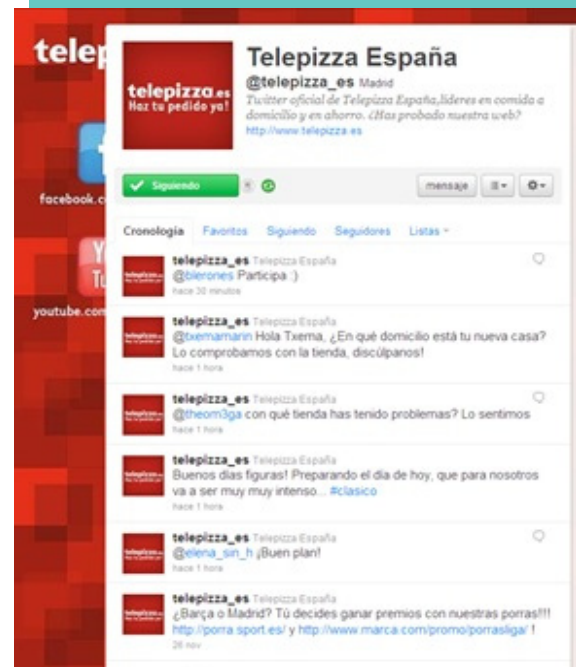 telep
facebook.c
Yo
Tu
youtube.com
telepizza.es
Haz tu pedido ya!
Telepizza España
@telepizza_es Madrid
Twitter oficial de Telepizza España,líderes en comida a
domicilio y en ahorro. ¿Has probado nuestra web?
http://www.telepizza.es
Siguiendo
mensaje
Cronología Favoritos Siguiendo Seguidores Listas
telepizza_es Telepizza España
@blerones Participa :)
hace 30 minutos
telepizza_es Telepizza España
@txemamarin Hola Txema, ¿En qué domicilio está tu nueva casa?
Lo comprobamos con la tienda, discúlpanos!
hace 1 hora
telepizza_es Telepizza España
@theom3ga con qué tienda has tenido problemas? Lo sentimos
hace 1 hora
telepizza_es Telepizza España
Buenos días figuras! Preparando el día de hoy, que para nosotros
va a ser muy muy intenso... #clasico
hace 1 hora
telepizza_es Telepizza España
@elena_sin_h ¡Buen plan!
hace 1 hora
telepizza_es Telepizza España
¿Barça o Madrid? Tú decides ganar premios con nuestras porras!!!!
http://porra.sport.es/ y http://www.marca.com/promo/porrasliga/ !
26 nov